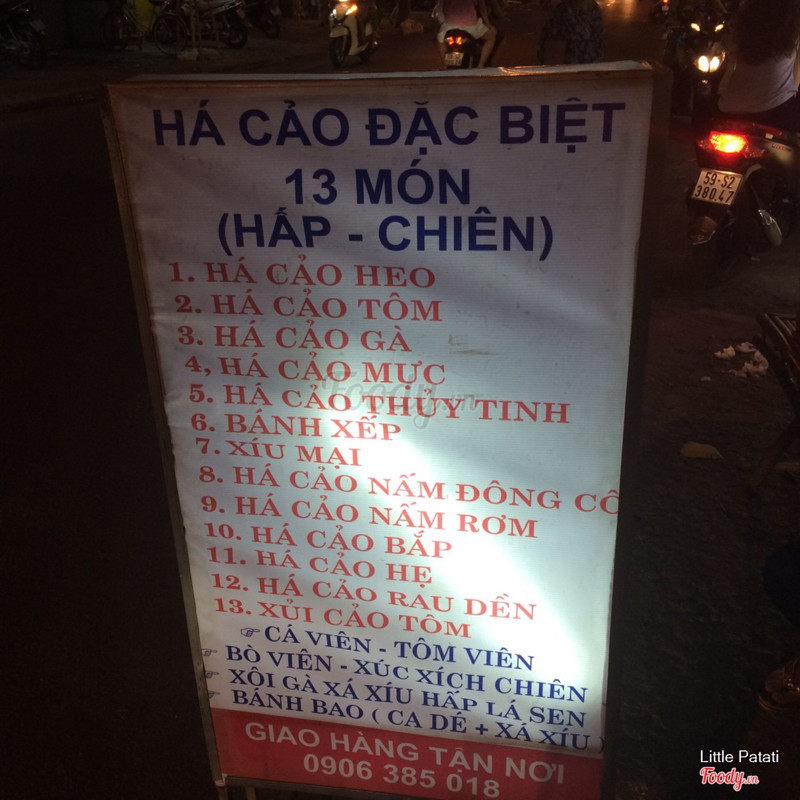 HÁ CẢO ĐẶC BIỆT
13 MÓN
(HẤP - CHIÊN)
1. HÁ CẢO HEO
2. HÁ CẢO TÔM
3. HÁ CẢO GÀ
4, HÁ CẢO MỰC
5. HÁ CẢO THỦY TINH
6. BÁNH XẾP
7. XÍU MẠI
8. HÁ CẢO NẤM ĐÔNG CÔ
9. HÁ CẢO NẤM RƠM
10. HÁ CẢO BẮP
11. HÁ CẢO HẸ
12. HÁ CẢO RAU DỀN
13. XỦI CẢO TÔM
☞ CÁ VIÊN - TÔM VIÊN
☞ BÒ VIÊN - XÚC XÍCH CHIÊN
☞ XÔI GÀ XÁ XÍU HẤP LÁ SEN
☞ BÁNH BAO ( CA DÉ + XÁ XÍU )
GIAO HÀNG TẬN NƠI
0906 385 018
59-S2
380.47
Foody.vn
Little Patati
Foody.vn